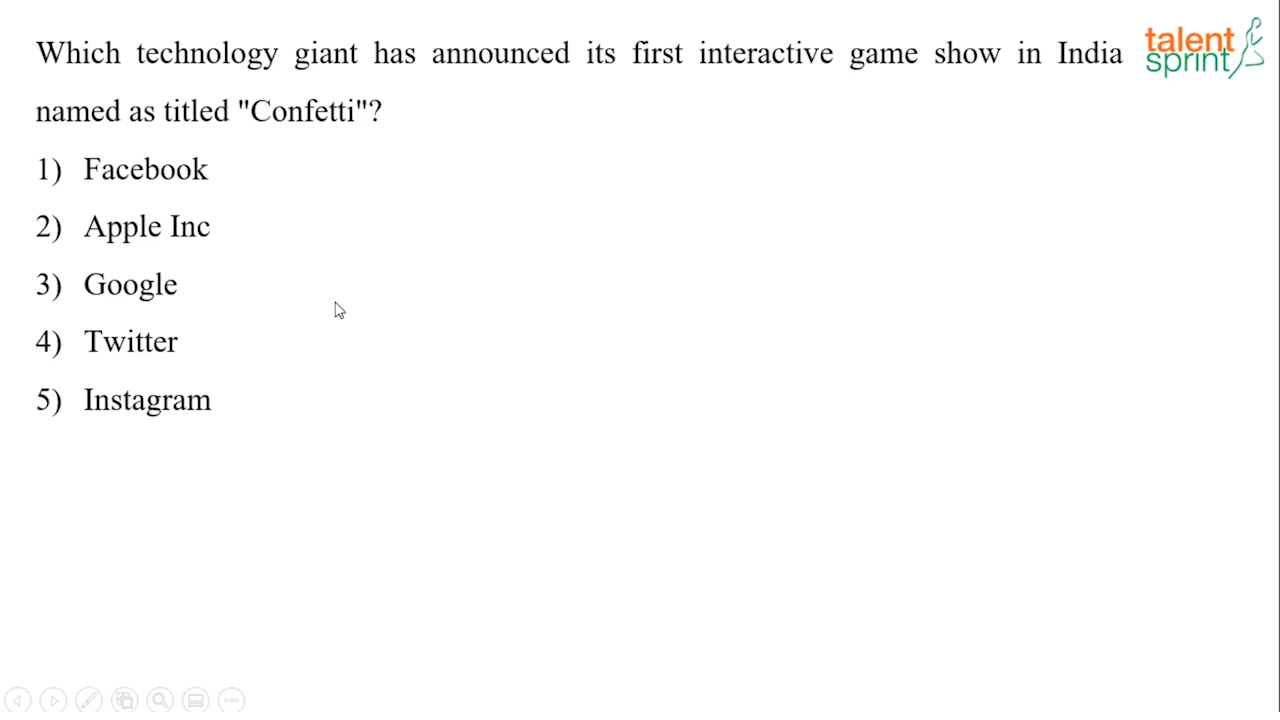 Which technology giant has announced its first interactive game show in India
named as titled "Confetti"?
1) Facebook
2) Apple Inc
3) Google
4) Twitter
5) Instagram
talent
sprint